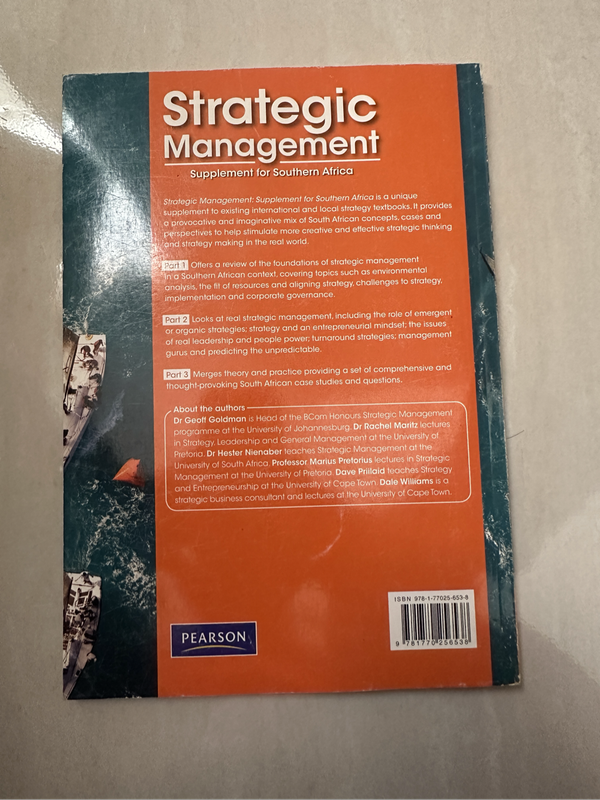 Strategic
Management
Supplement for Southern Africa
Strategic Management: Supplement for Southern Africa is a unique
supplement to existing international and local strategy textbooks. It provides
a provocative and imaginative mix of South African concepts, cases and
perspectives to help stimulate more creative and effective strategic thinking
and strategy making in the real world.
Part 1 Offers a review of the foundations of strategic management
in a Southern African context, covering topics such as environmental
analysis, the fit of resources and aligning strategy, challenges to strategy,
implementation and corporate governance.
Part 2 Looks at real strategic management, including the role of emergent
or organic strategies; strategy and an entrepreneurial mindset; the issues
of real leadership and people power; turnaround strategies; management
gurus and predicting the unpredictable.
Part 3 Merges theory and practice providing a set of comprehensive and
thought-provoking South African case studies and questions.
About the authors
Dr Geoff Goldman is Head of the BCom Honours Strategic Management
programme at the University of Johannesburg. Dr Rachel Maritz lectures
in Strategy, Leadership and General Management at the University of
Pretoria. Dr Hester Nienaber teaches Strategic Management at the
University of South Africa. Professor Marius Pretorius lectures in Strategic
Management at the University of Pretoria. Dave Prillaid teaches Strategy
and Entrepreneurship at the University of Cape Town. Dale Williams is a
strategic business consultant and lectures at the University of Cape Town.
ISBN 978-1-77025-653-8
9 781770 256538
PEARSON